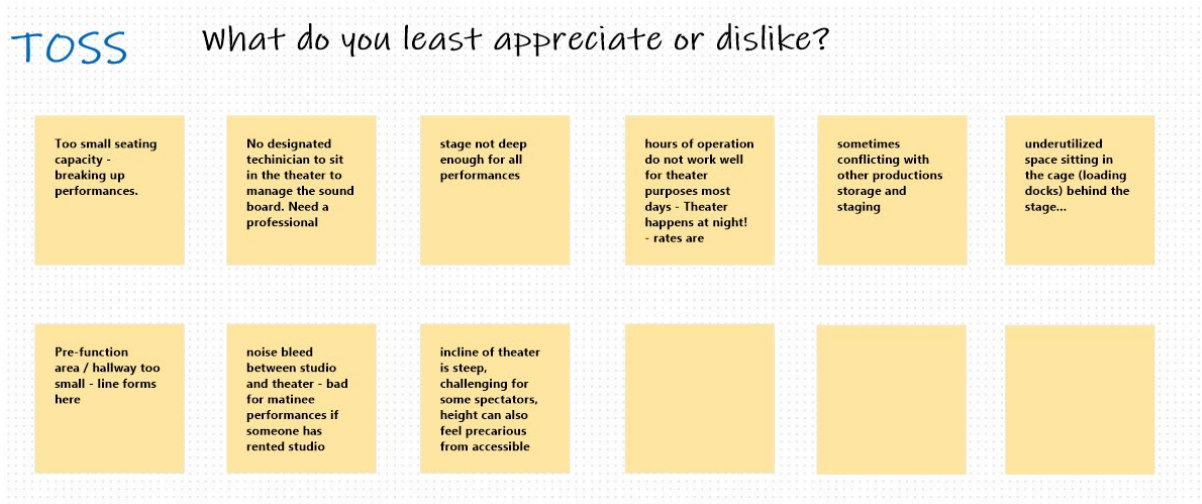 TOSS What do you least appreciate or dislike?
Too small seating
capacity -
breaking up
performances.
No designated
techinician to sit
in the theater to
manage the sound
board. Need a
professional
stage not deep
enough for all
performances
hours of operation
do not work well
for theater
purposes most
days - Theater
happens at night!
- rates are
sometimes
conflicting with
other productions
storage and
staging
underutilized
space sitting in
the cage (loading
docks) behind the
stage...
Pre-function
area / hallway too
small - line forms
here
noise bleed
between studio
and theater - bad
for matinee
performances if
someone has
rented studio
incline of theater
is steep,
challenging for
some spectators,
height can also
feel precarious
from accessible